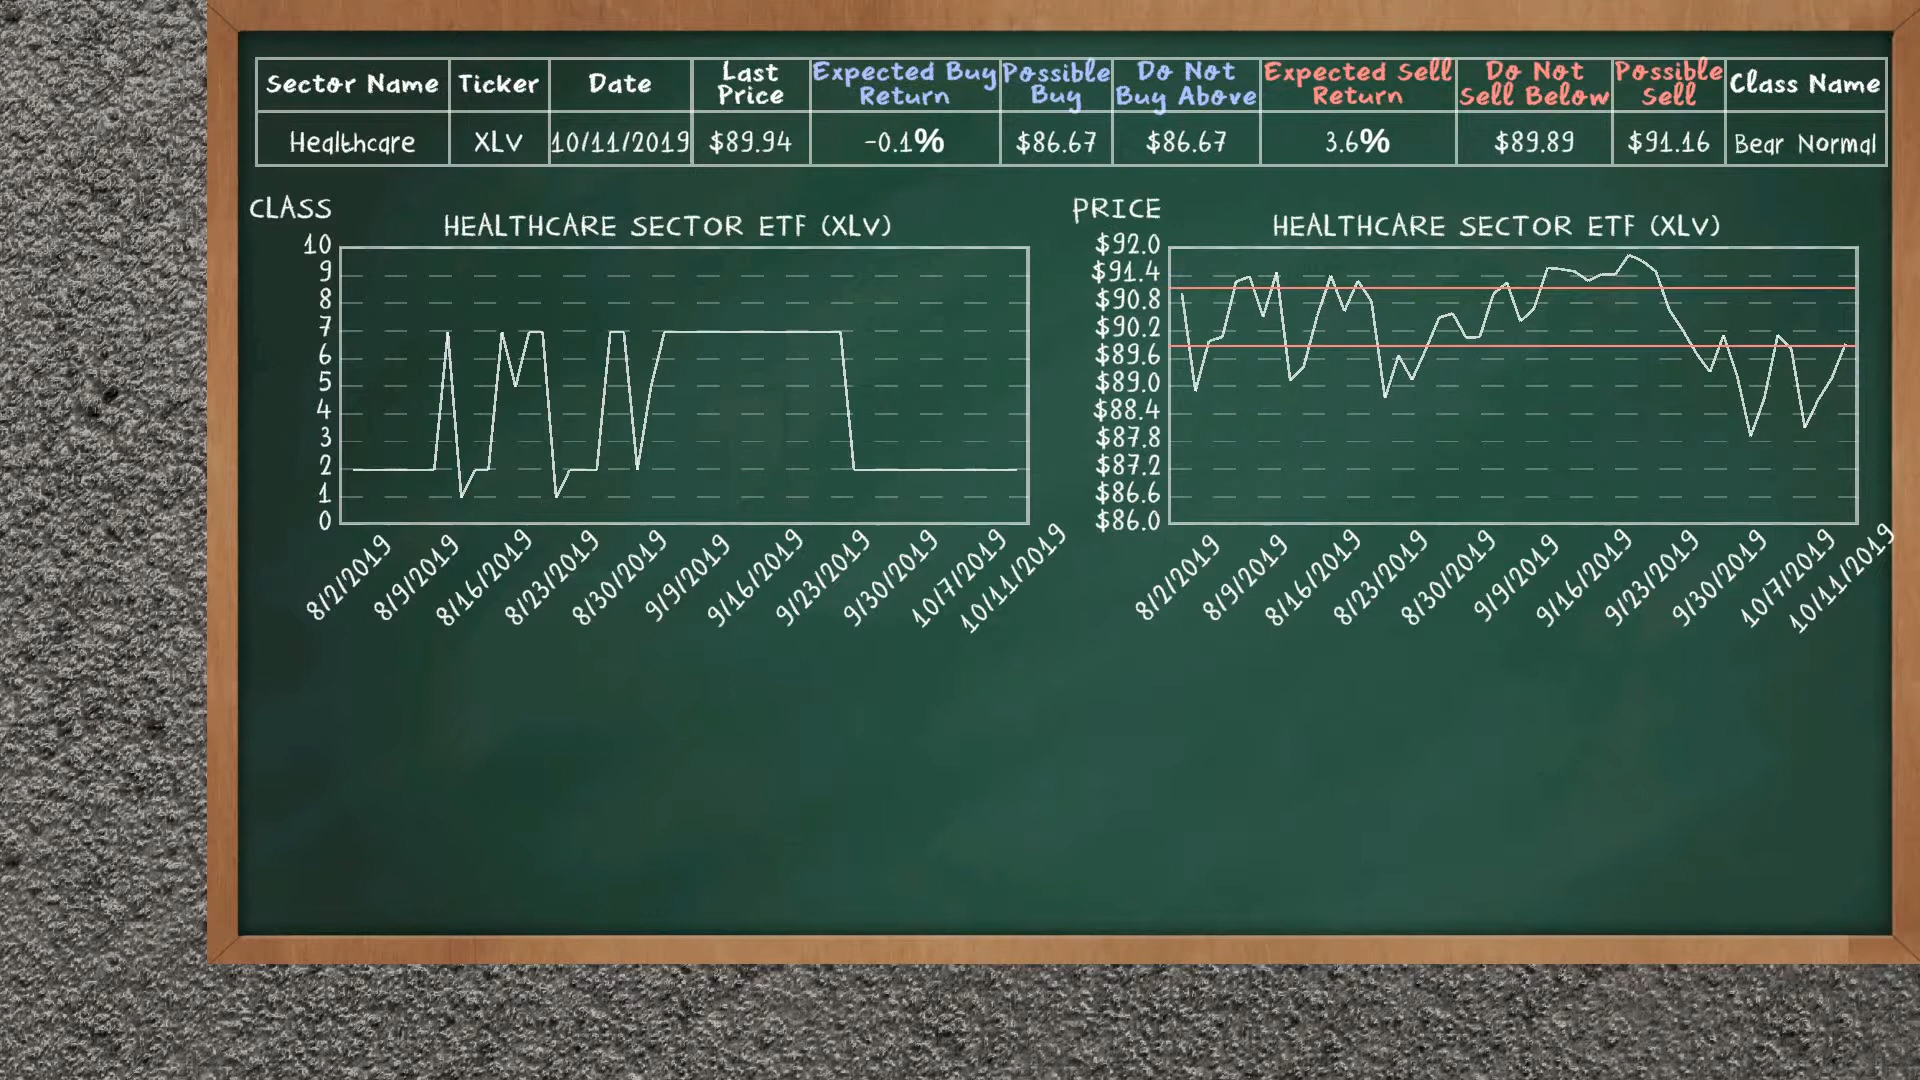 Sector Name Ticker Date Last Price Expected Buy Return Possible Buy Do Not Buy Above Expected Sell Return Do Not Sell Below Possible Sell Class Name
Healthcare XLV 10/11/2019 $89.94 -0.1% $86.67 $86.67 3.6% $89.89 $91.16 Bear Normal
CLASS
HEALTHCARE SECTOR ETF (XLV)
10
9
8
7
6
5
4
3
2
1
0
8/2/2019 8/9/2019 8/16/2019 8/23/2019 8/30/2019 9/9/2019 9/16/2019 9/23/2019 9/30/2019 10/7/2019 10/11/2019
PRICE
HEALTHCARE SECTOR ETF (XLV)
$92.0
$91.4
$90.8
$90.2
$89.6
$89.0
$88.4
$87.8
$87.2
$86.6
$86.0
8/2/2019 8/9/2019 8/16/2019 8/23/2019 8/30/2019 9/9/2019 9/16/2019 9/23/2019 9/30/2019 10/7/2019 10/11/2019